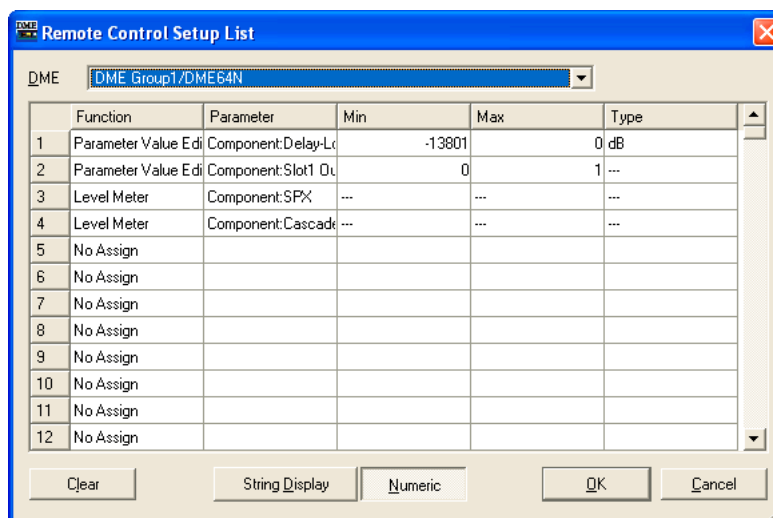 DME Remote Control Setup List
DME DME Group1/DME64N
Function Parameter Min Max Type
1 Parameter Value Edi Component:Delay-Lo -13801 0 dB
2 Parameter Value Edi Component:Slot1 Ou 0 1 ---
3 Level Meter Component:SPX --- --- ---
4 Level Meter Component:Cascade --- --- ---
5 No Assign
6 No Assign
7 No Assign
8 No Assign
9 No Assign
10 No Assign
11 No Assign
12 No Assign
Clear String Display Numeric OK Cancel